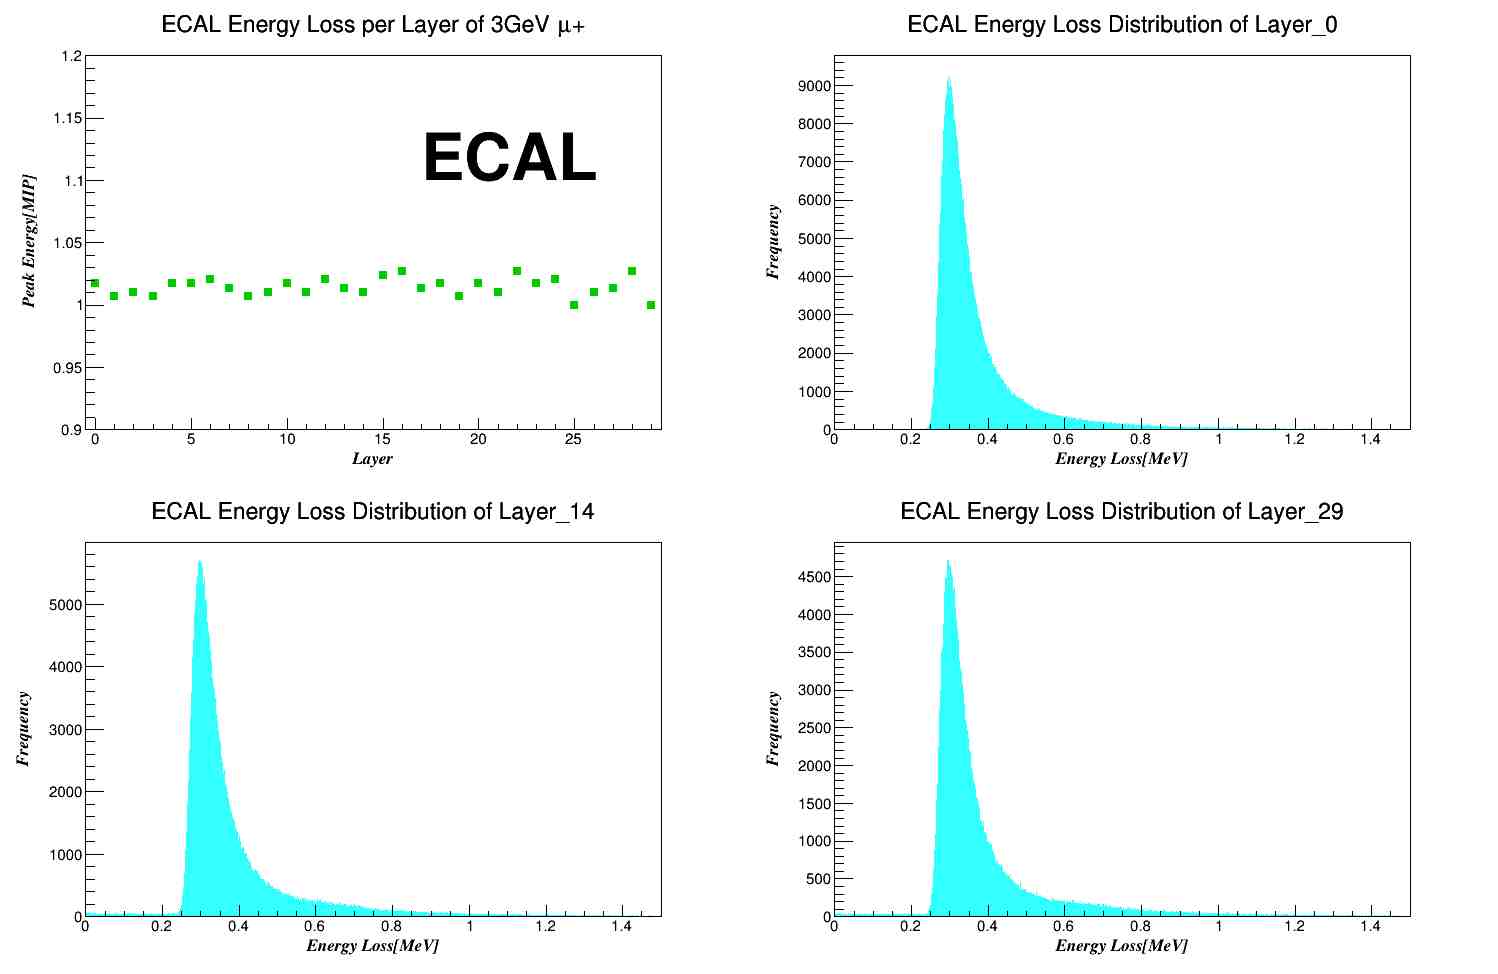 ECAL Energy Loss per Layer of 3GeV μ+
1.2
1.15
1.1
1.05
1
0.95
0.9
Peak Energy[MIP]
ECAL
0 5 10 15 20 25
Layer
ECAL Energy Loss Distribution of Layer_0
9000
8000
7000
6000
5000
4000
3000
2000
1000
0
Frequency
0 0.2 0.4 0.6 0.8 1 1.2 1.4
Energy Loss[MeV]
ECAL Energy Loss Distribution of Layer_14
5000
4000
3000
2000
1000
0
Frequency
0 0.2 0.4 0.6 0.8 1 1.2 1.4
Energy Loss[MeV]
ECAL Energy Loss Distribution of Layer_29
4500
4000
3500
3000
2500
2000
1500
1000
500
0
Frequency
0 0.2 0.4 0.6 0.8 1 1.2 1.4
Energy Loss[MeV]